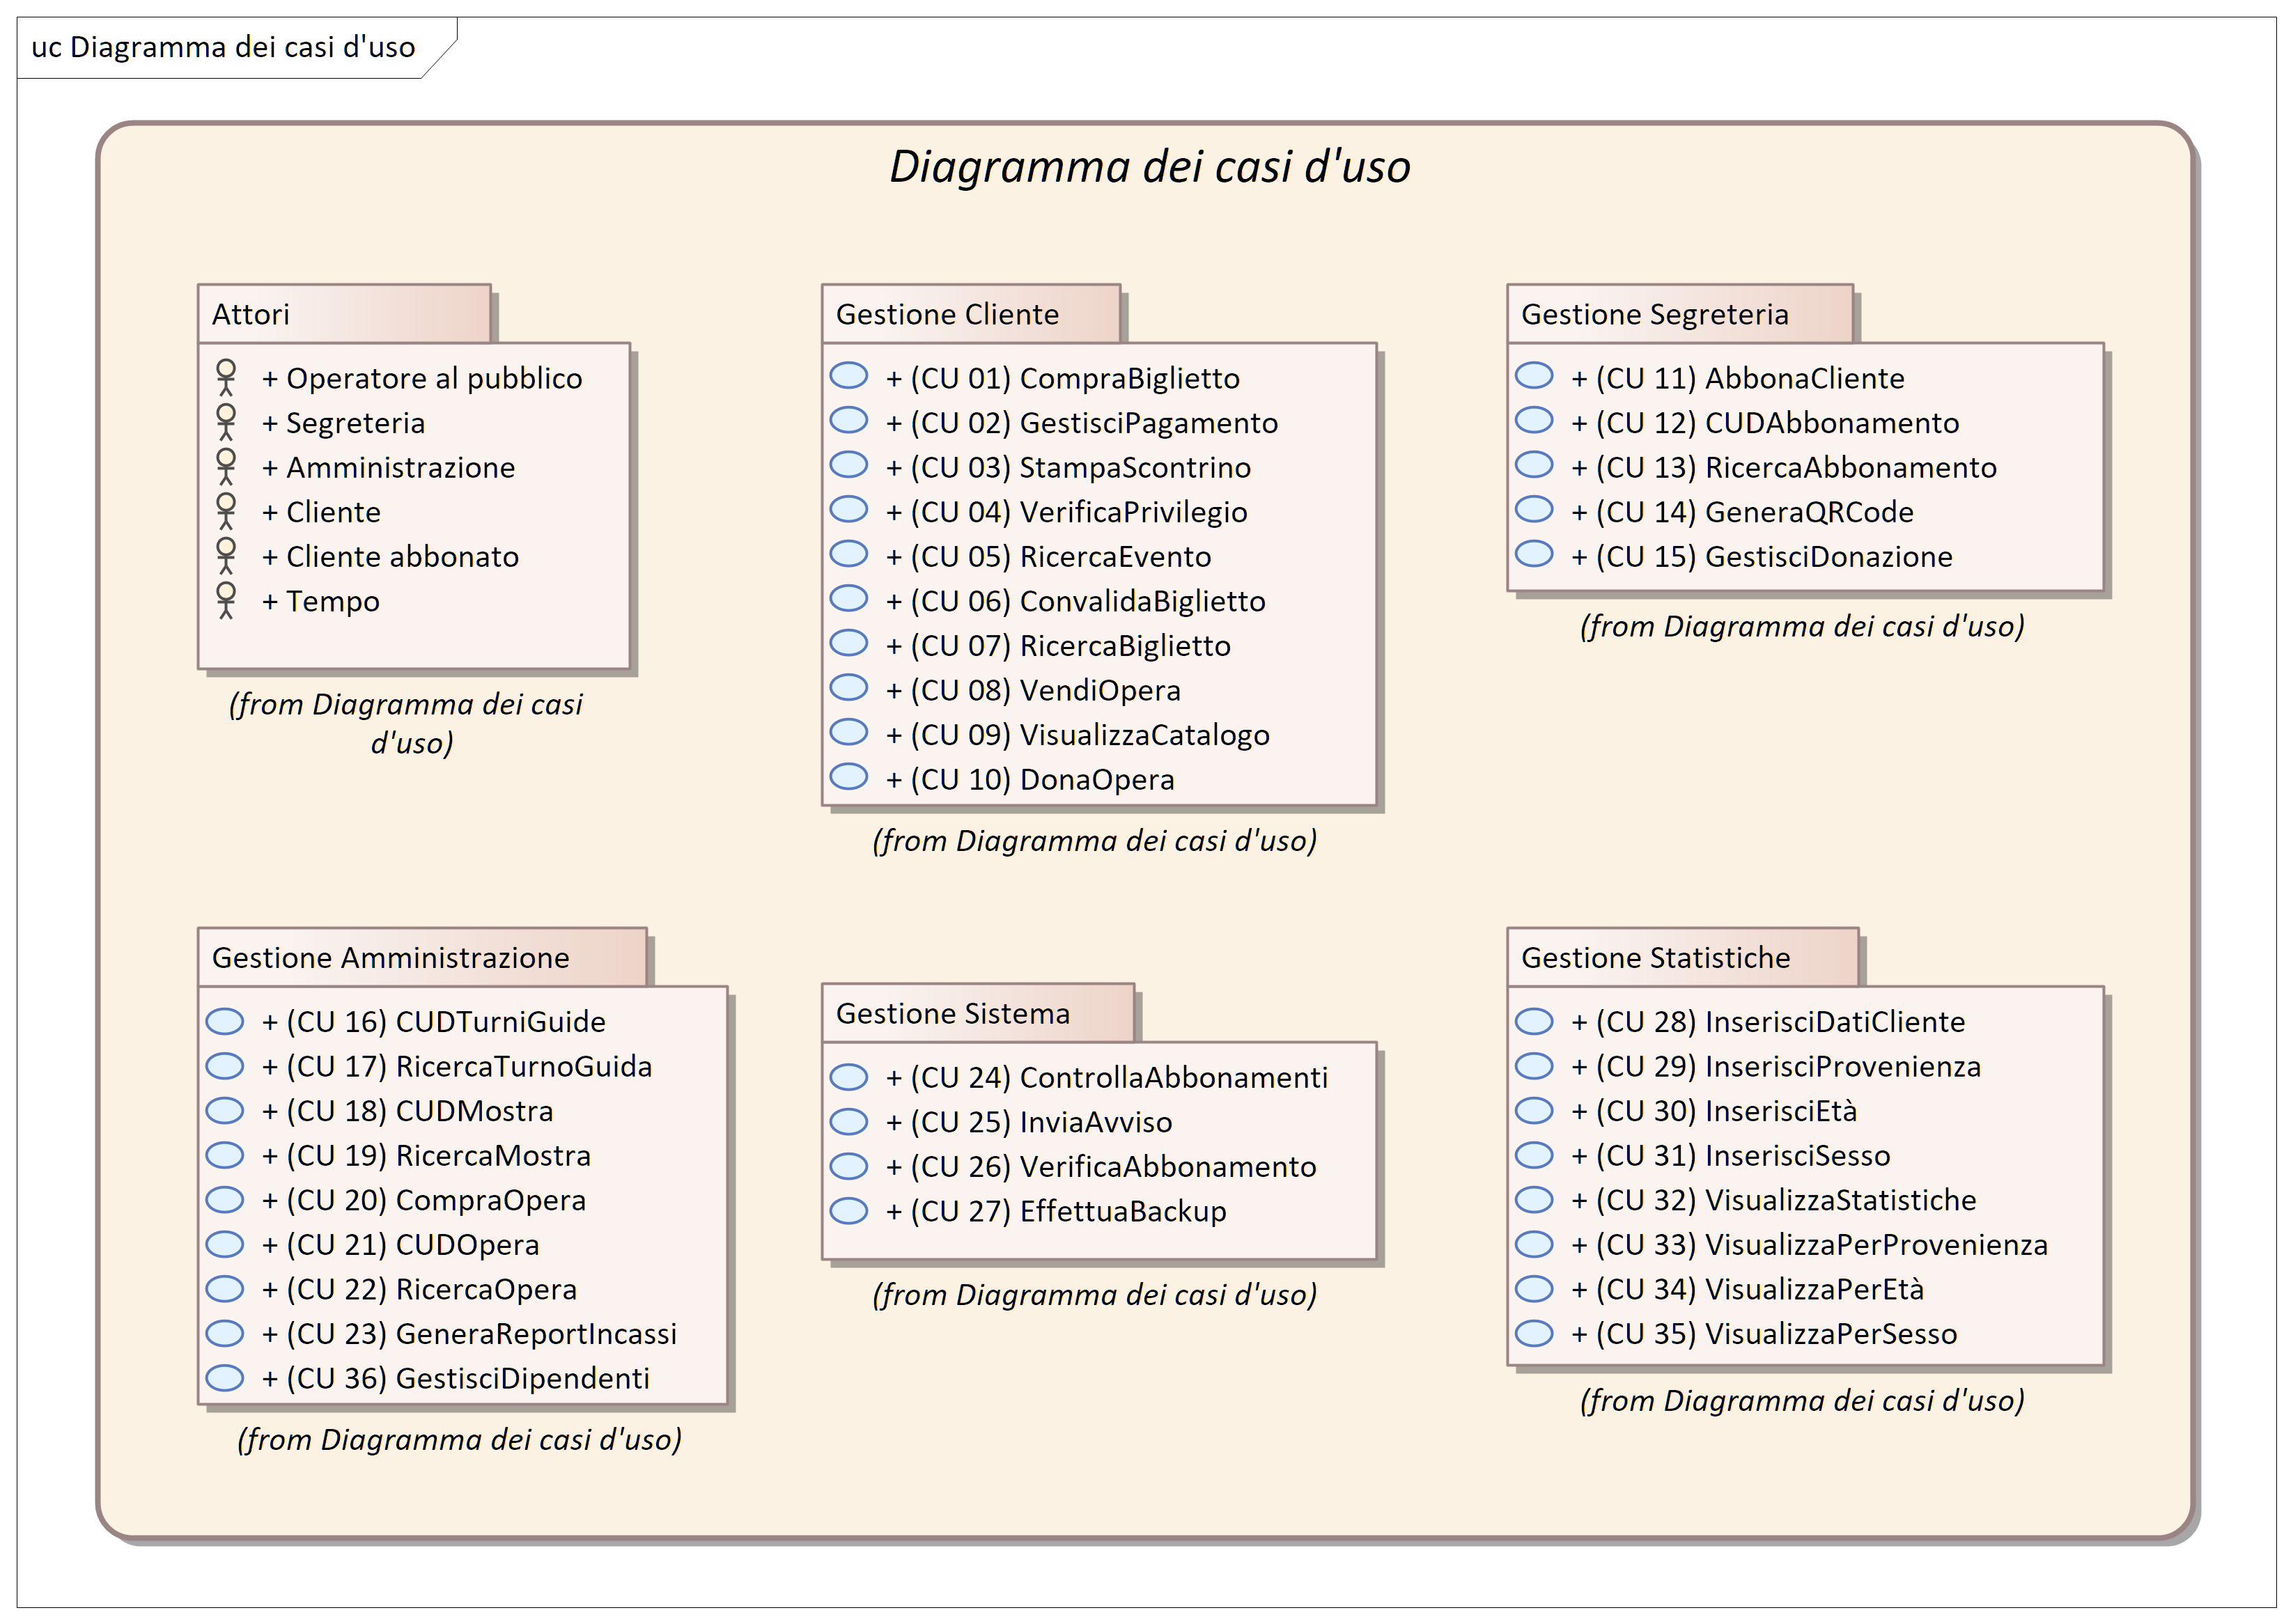 uc Diagramma dei casi d'uso
Diagramma dei casi d'uso
Attori
+ Operatore al pubblico
+ Segreteria
+ Amministrazione
+ Cliente
+ Cliente abbonato
+ Tempo
(from Diagramma dei casi
d'uso)
Gestione Cliente
+ (CU 01) CompraBiglietto
+ (CU 02) GestisciPagamento
+ (CU 03) StampaScontrino
+ (CU 04) VerificaPrivilegio
+ (CU 05) RicercaEvento
+ (CU 06) ConvalidaBiglietto
+ (CU 07) RicercaBiglietto
+ (CU 08) VendiOpera
+ (CU 09) VisualizzaCatalogo
+ (CU 10) DonaOpera
(from Diagramma dei casi d'uso)
Gestione Segreteria
+ (CU 11) AbbonaCliente
+ (CU 12) CUDAbbonamento
+ (CU 13) RicercaAbbonamento
+ (CU 14) GeneraQRCode
+ (CU 15) GestisciDonazione
(from Diagramma dei casi d'uso)
Gestione Amministrazione
+ (CU 16) CUDTurniGuide
+ (CU 17) RicercaTurnoGuida
+ (CU 18) CUDMostra
+ (CU 19) RicercaMostra
+ (CU 20) CompraOpera
+ (CU 21) CUDOpera
+ (CU 22) RicercaOpera
+ (CU 23) GeneraReportIncassi
+ (CU 36) GestisciDipendenti
(from Diagramma dei casi d'uso)
Gestione Sistema
+ (CU 24) ControllaAbbonamenti
+ (CU 25) InviaAvviso
+ (CU 26) VerificaAbbonamento
+ (CU 27) EffettuaBackup
(from Diagramma dei casi d'uso)
Gestione Statistiche
+ (CU 28) InserisciDatiCliente
+ (CU 29) InserisciProvenienza
+ (CU 30) InserisciEtà
+ (CU 31) InserisciSesso
+ (CU 32) VisualizzaStatistiche
+ (CU 33) VisualizzaPerProvenienza
+ (CU 34) VisualizzaPerEtà
+ (CU 35) VisualizzaPerSesso
(from Diagramma dei casi d'uso)